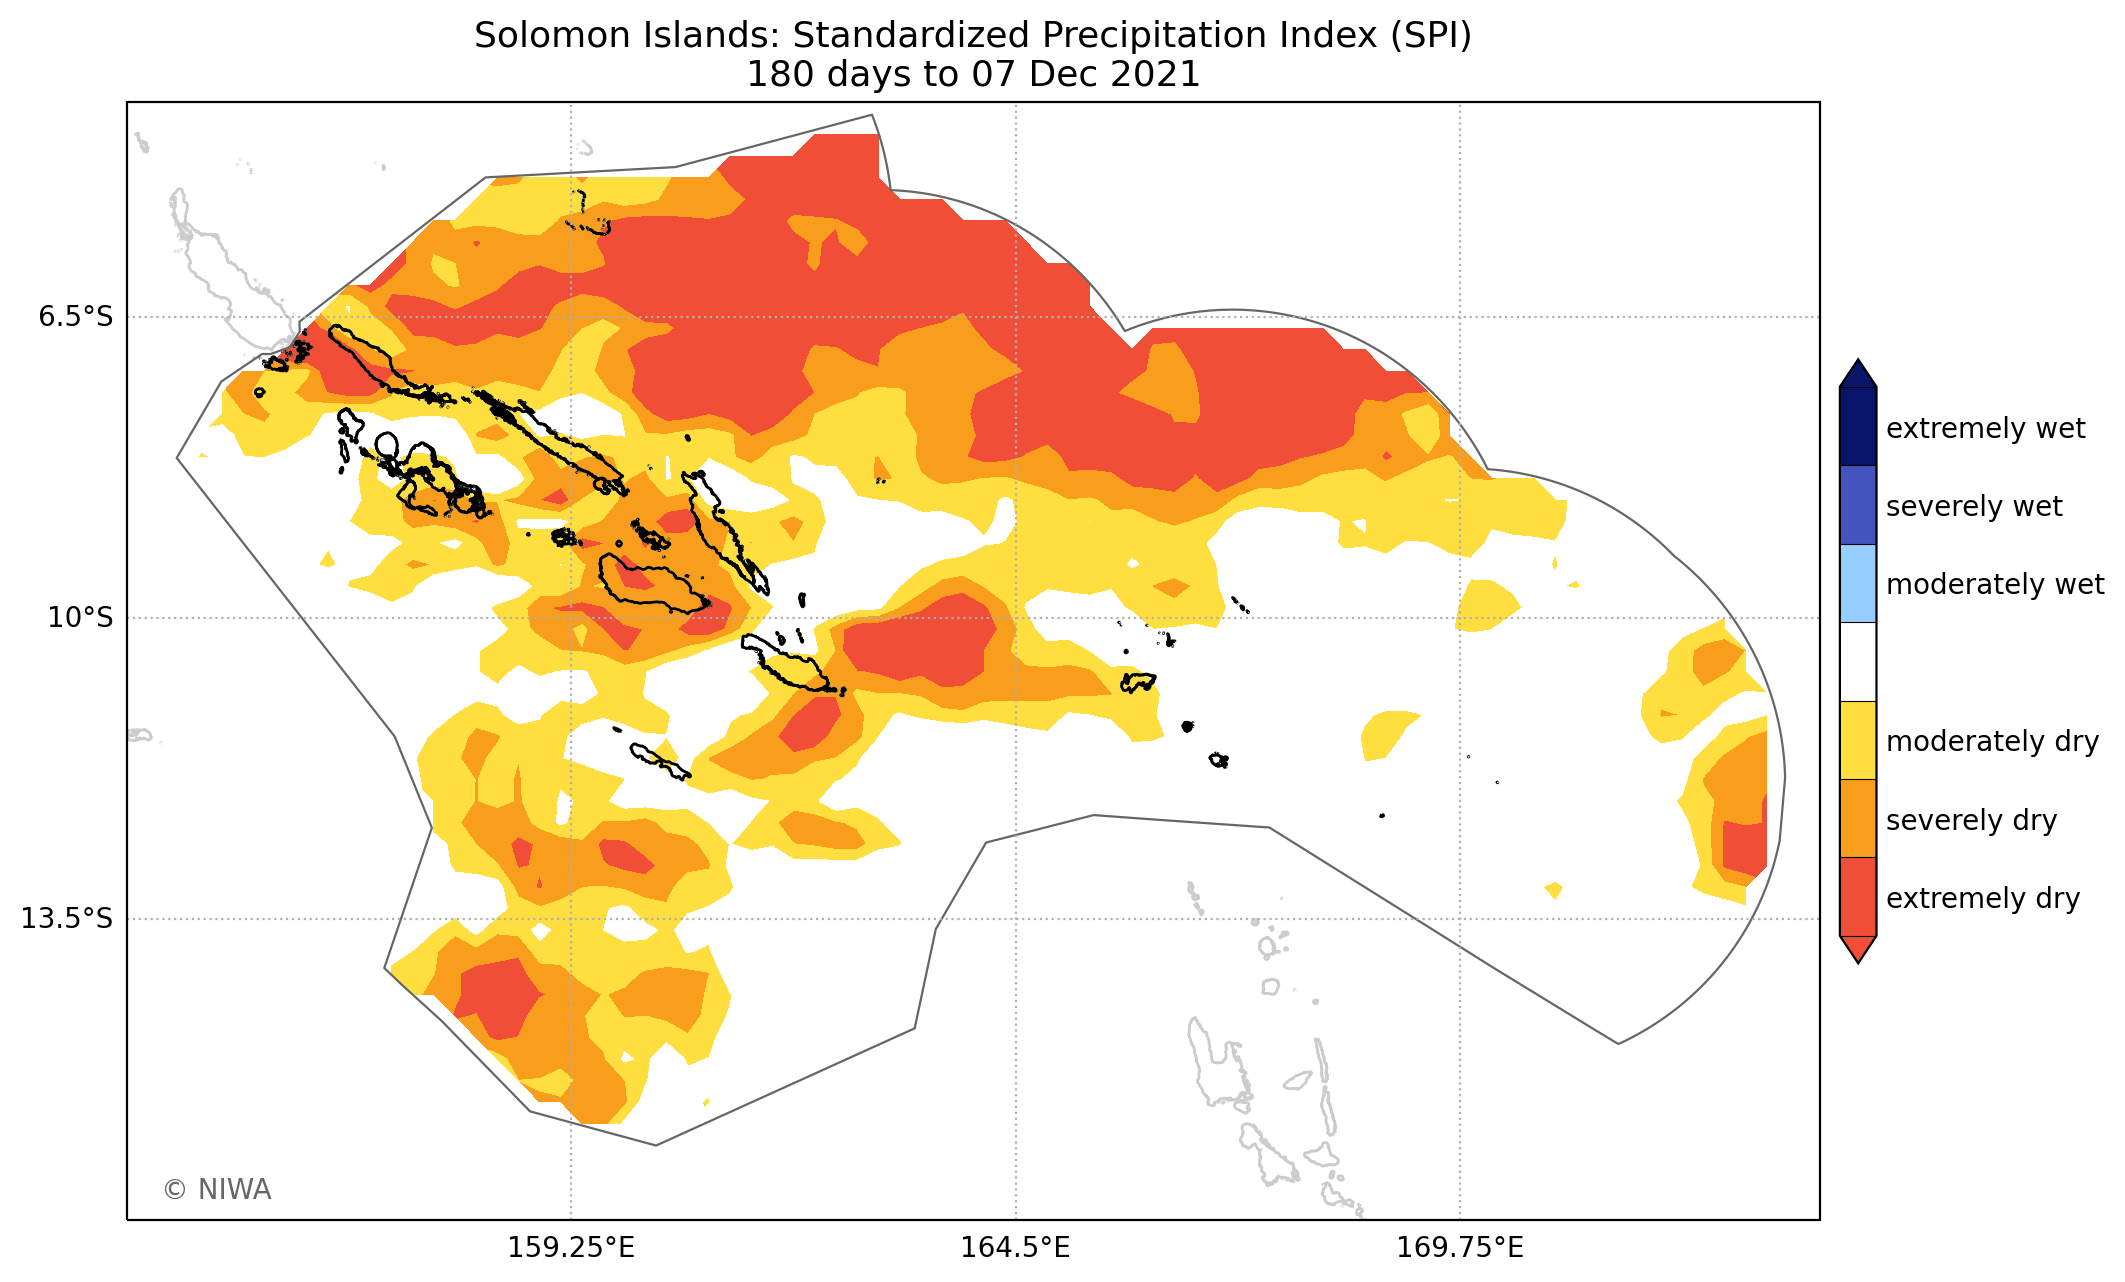 Solomon Islands: Standardized Precipitation Index (SPI)
180 days to 07 Dec 2021
6.5°S
10°S
13.5°S
159.25°E
164.5°E
169.75°E
extremely wet
severely wet
moderately wet
moderately dry
severely dry
extremely dry
© NIWA